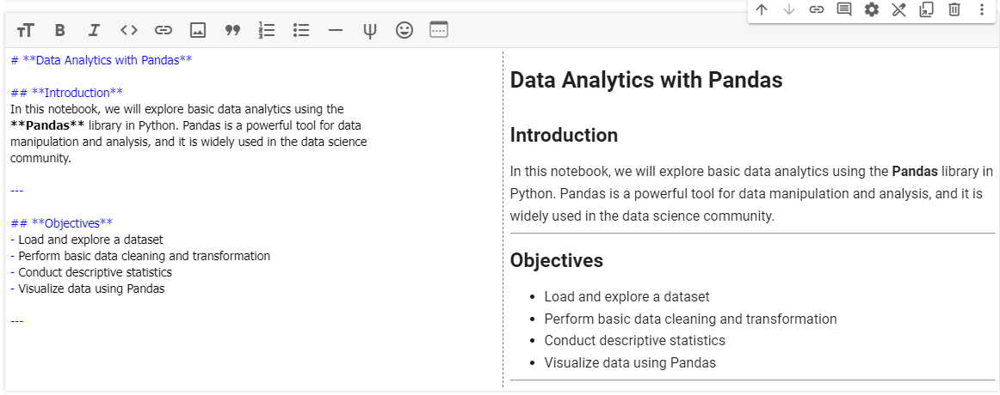 # **Data Analytics with Pandas**
## **Introduction**
In this notebook, we will explore basic data analytics using the
**Pandas** library in Python. Pandas is a powerful tool for data
manipulation and analysis, and it is widely used in the data science
community.
---
## **Objectives**
- Load and explore a dataset
- Perform basic data cleaning and transformation
- Conduct descriptive statistics
- Visualize data using Pandas
---
Data Analytics with Pandas
Introduction
In this notebook, we will explore basic data analytics using the Pandas library in
Python. Pandas is a powerful tool for data manipulation and analysis, and it is
widely used in the data science community.
Objectives
• Load and explore a dataset
• Perform basic data cleaning and transformation
• Conduct descriptive statistics
• Visualize data using Pandas